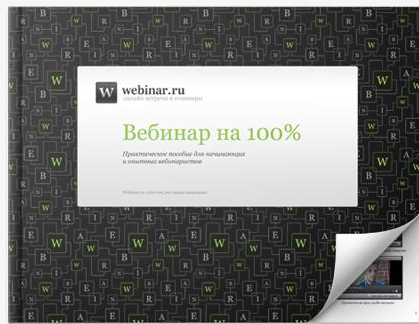 W webinar.ru
онлайн-встречи и семинары
Вебинар на 100%
Практическое пособие для начинающих
и опытных вебинаристов